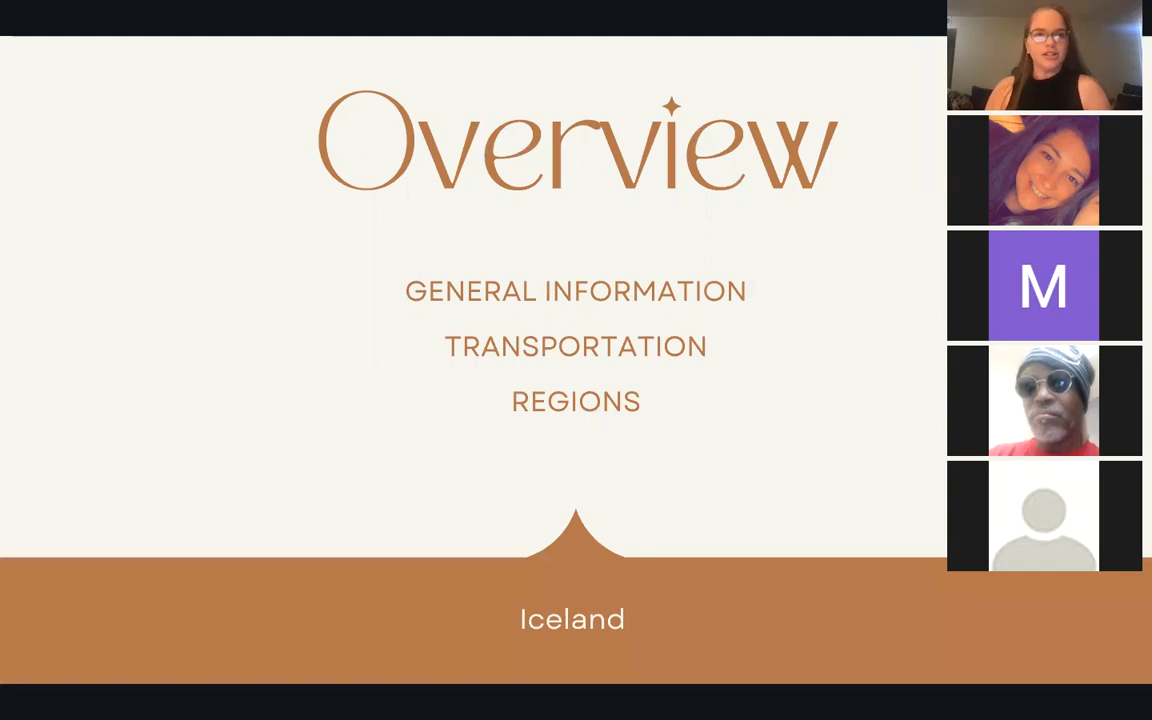 Overview
GENERAL INFORMATION
TRANSPORTATION
REGIONS
Iceland
M